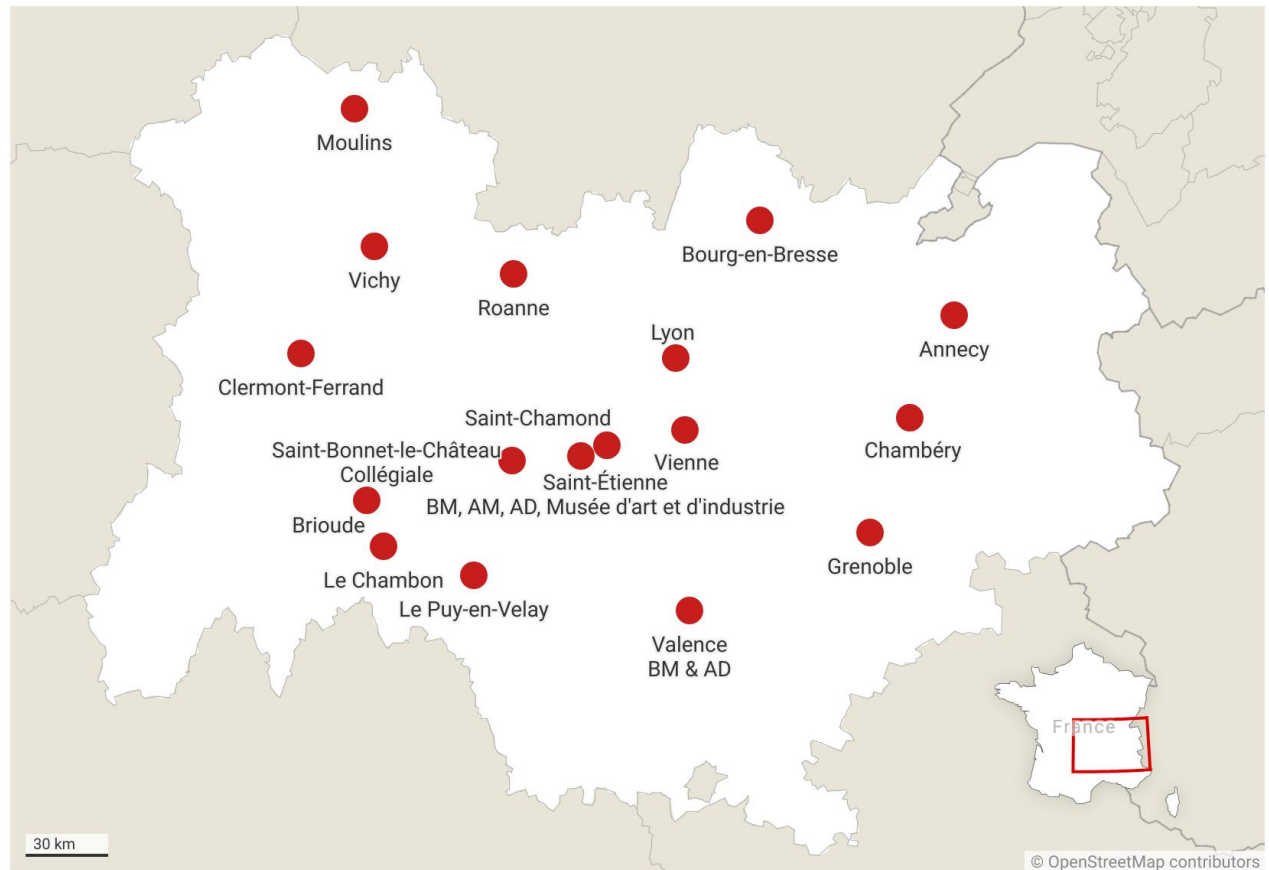 Moulins
Bourg-en-Bresse
Vichy
Roanne
Lyon
Annecy
Clermont-Ferrand
Saint-Chamond
Chambéry
Saint-Bonnet-le-Château
Collégiale
Vienne
Saint-Étienne
BM, AM, AD, Musée d'art et d'industrie
Brioude
Grenoble
Le Chambon
Le Puy-en-Velay
Valence
BM & AD
France
30 km
© OpenStreetMap contributors